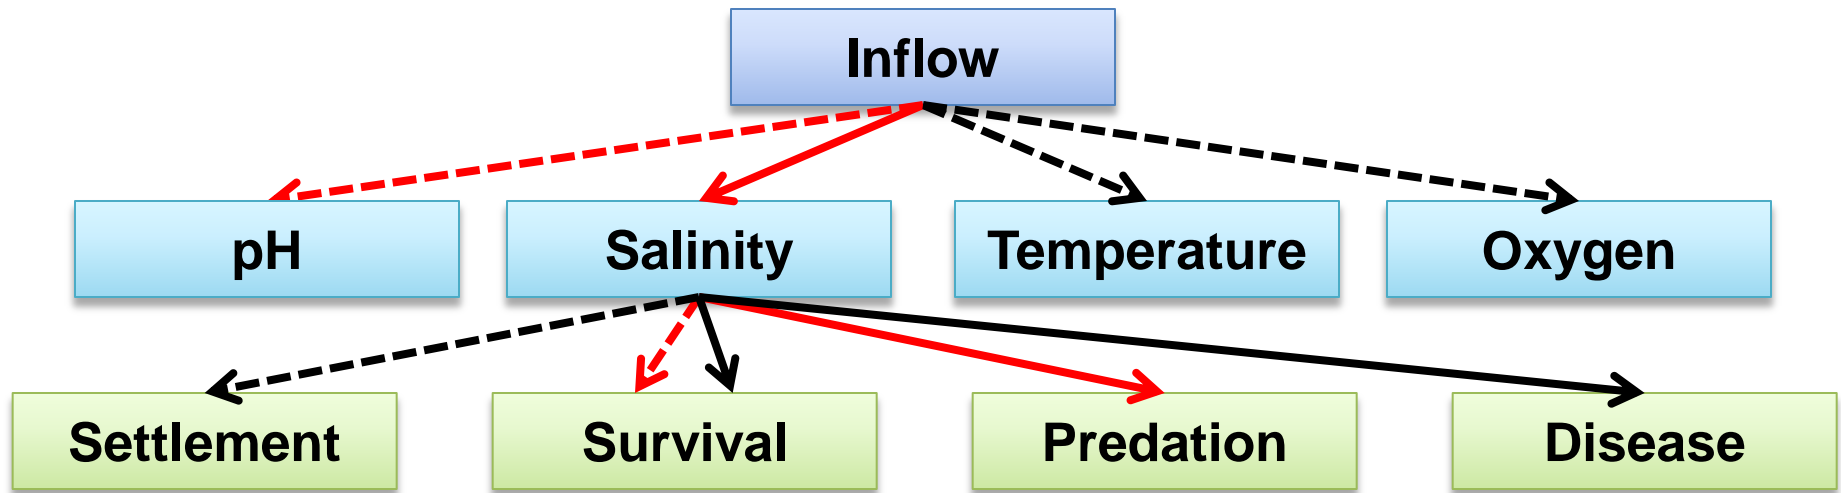 Inflow
pH
Salinity
Temperature
Oxygen
Settlement
Survival
Predation
Disease